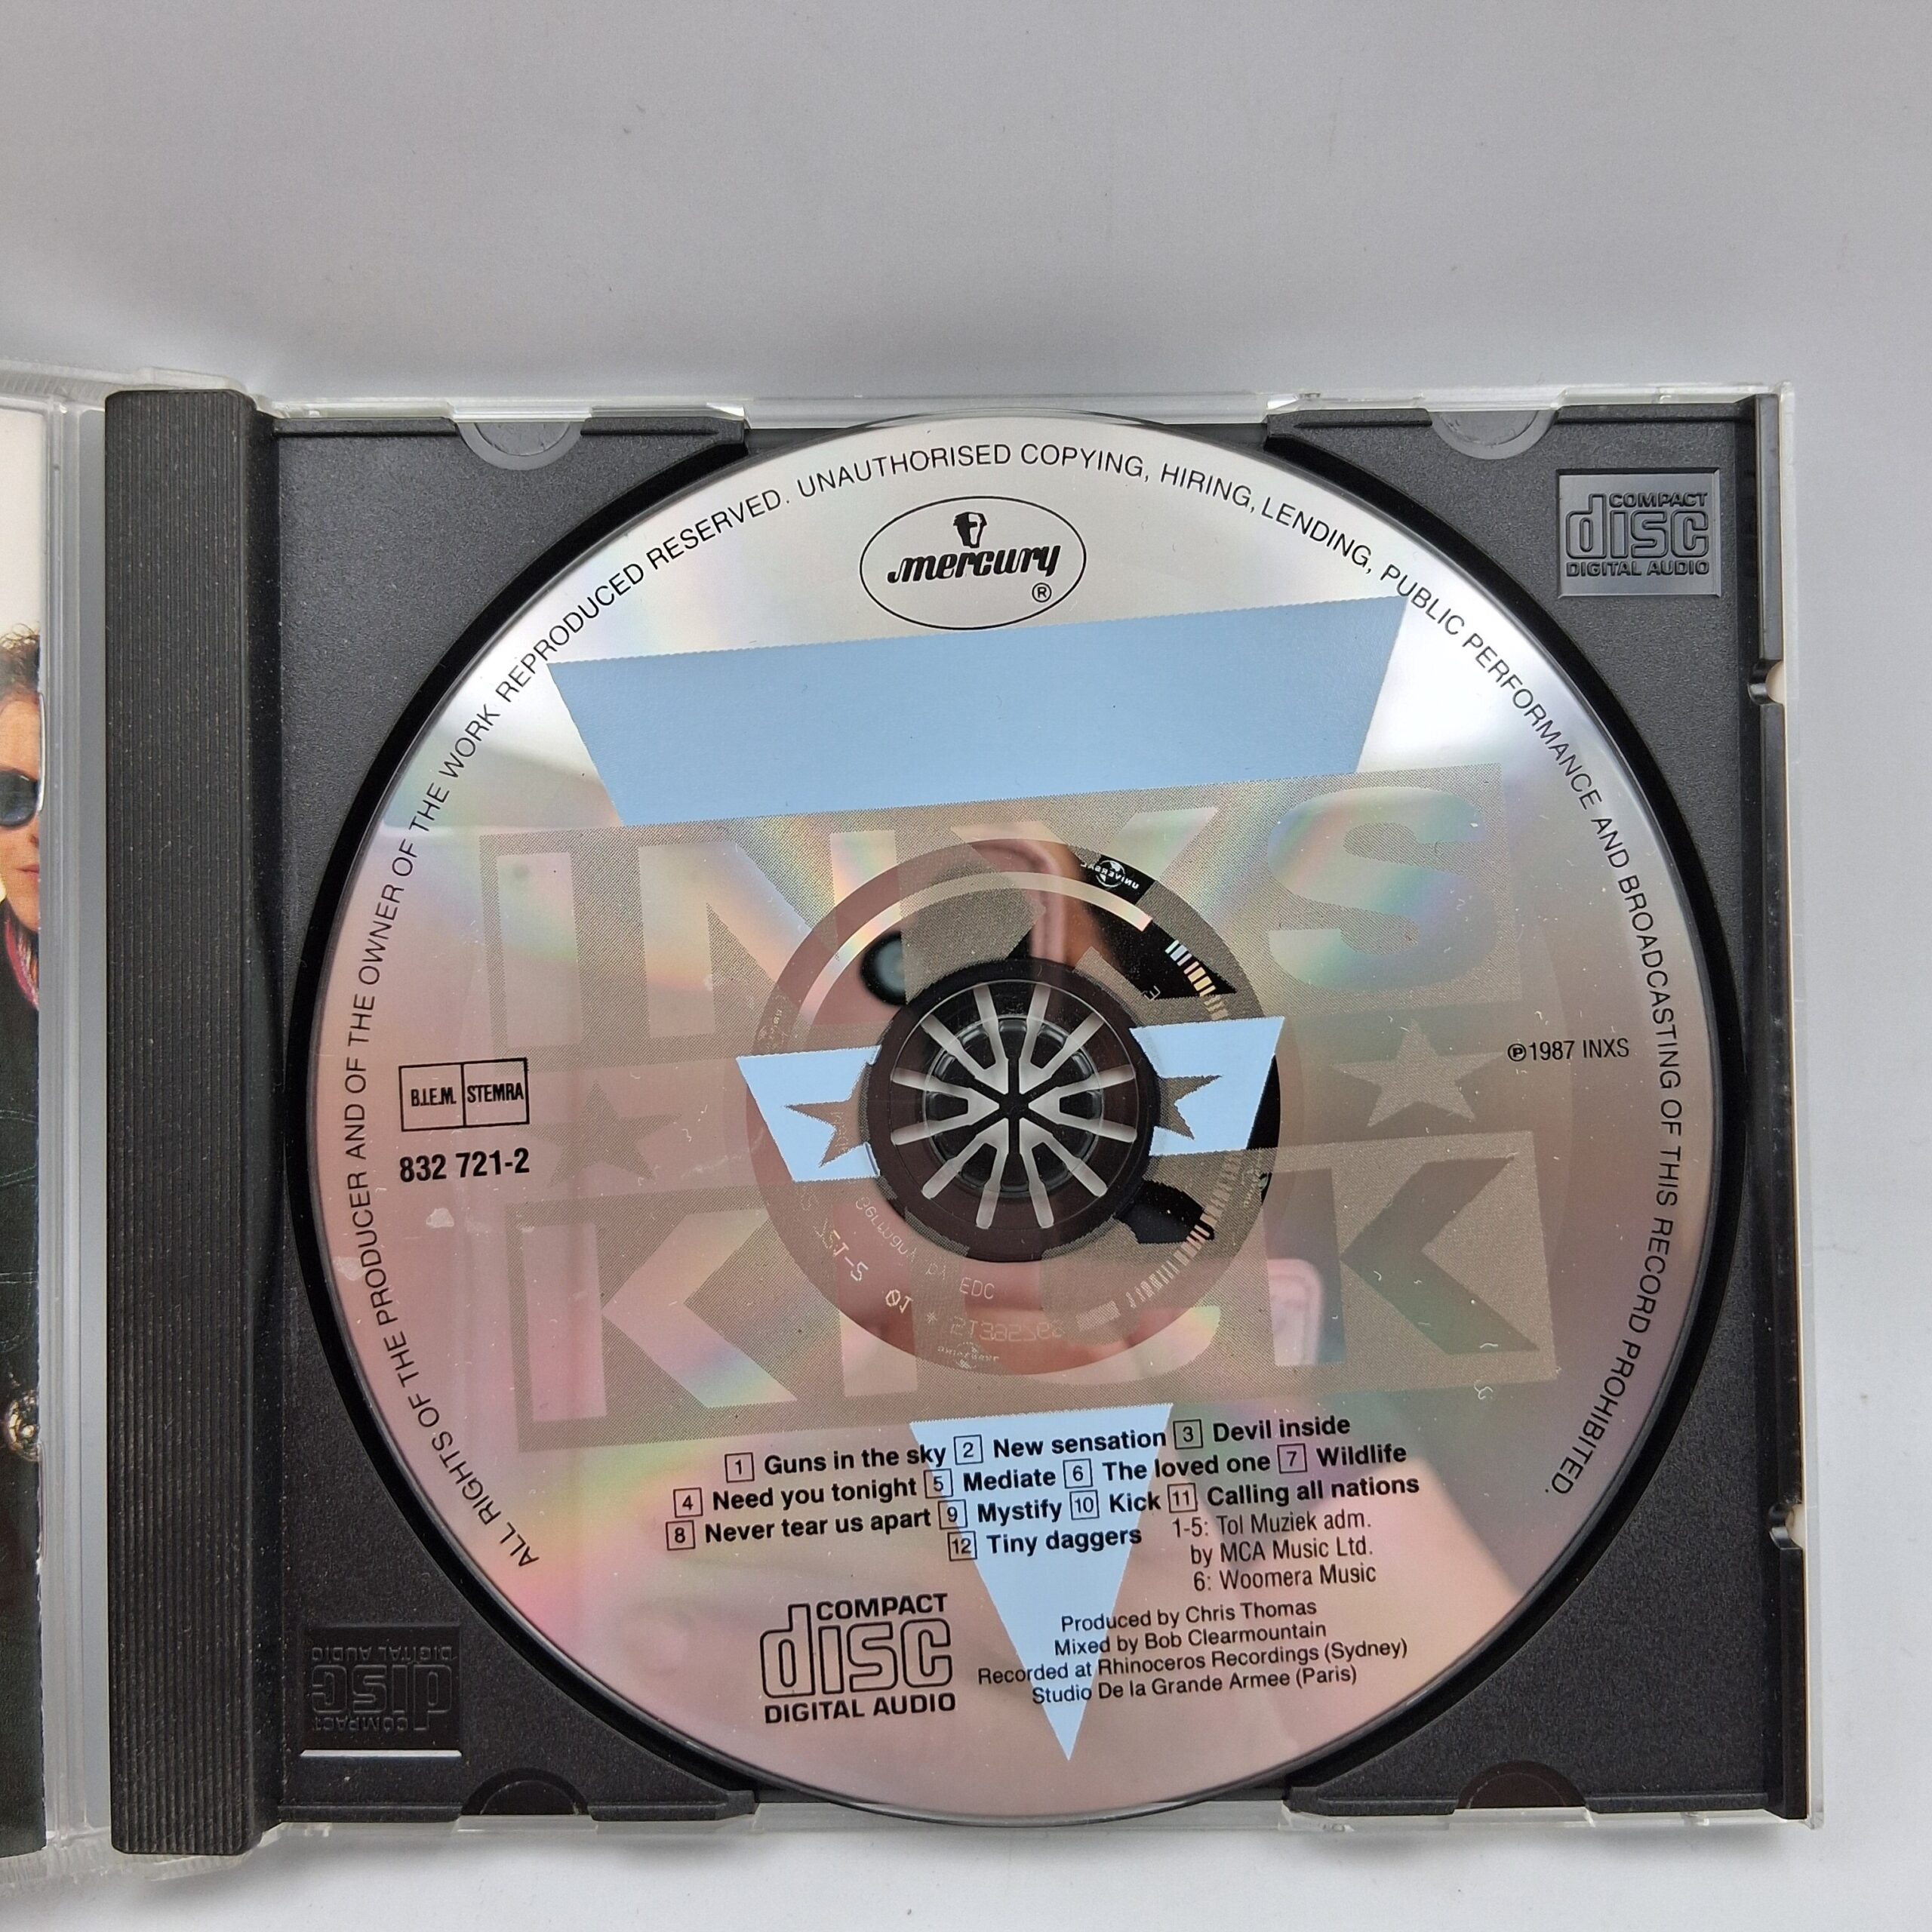 ALL RIGHTS OF THE PRODUCER AND OF THE OWNER OF THE WORK REPRODUCED RESERVED. UNAUTHORISED COPYING, HIRING, LENDING, PUBLIC PERFORMANCE AND BROADCASTING OF THIS RECORD PROHIBITED.
mercury
®
COMPACT
disc
DIGITAL AUDIO
INXS
UNIVERSAL
℗1987 INXS
B.I.E.M. STEMRA
832 721-2
KICK
Germany by EDC
1 Guns in the sky 2 New sensation 3 Devil inside
4 Need you tonight 5 Mediate 6 The loved one 7 Wildlife
8 Never tear us apart 9 Mystify 10 Kick 11 Calling all nations
12 Tiny daggers
1-5: Tol Muziek adm.
by MCA Music Ltd.
6: Woomera Music
COMPACT
disc
DIGITAL AUDIO
Produced by Chris Thomas
Mixed by Bob Clearmountain
Recorded at Rhinoceros Recordings (Sydney)
Studio De la Grande Armee (Paris)
COMPACT
disc
DIGITAL AUDIO